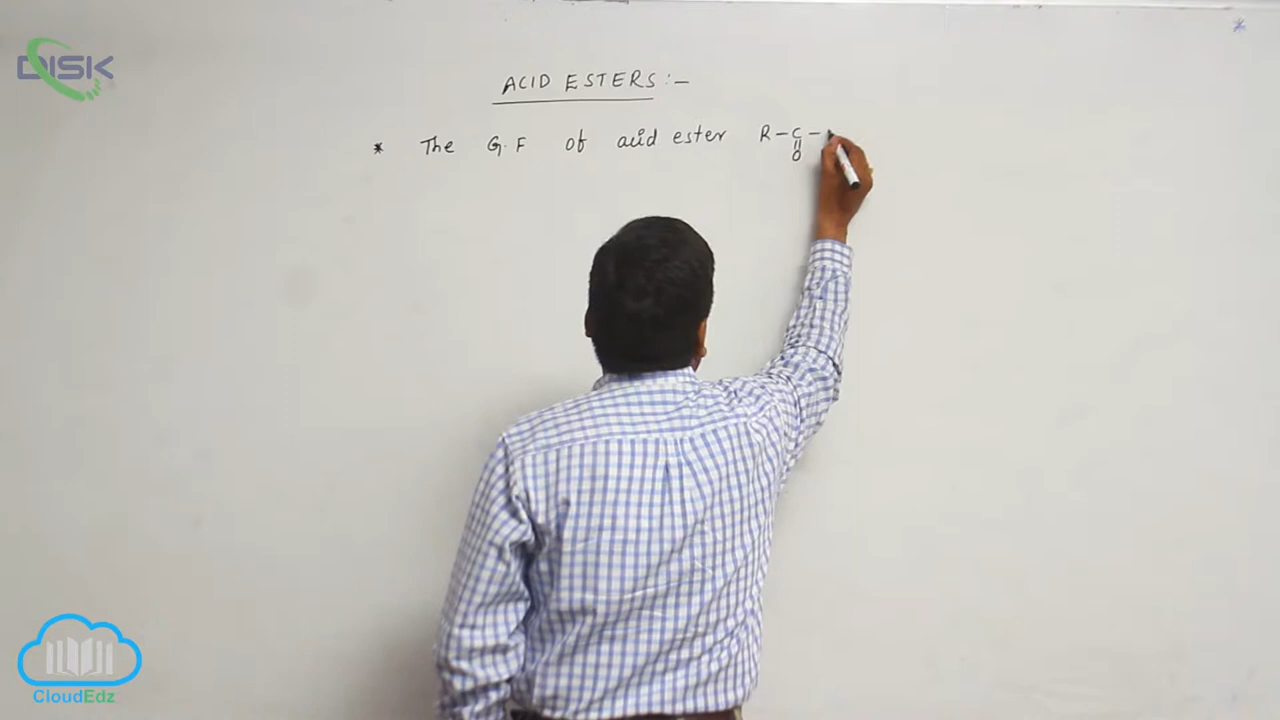 DISK
ACID ESTERS :-
* The G.F of acid ester R-C-
O
CloudEdz